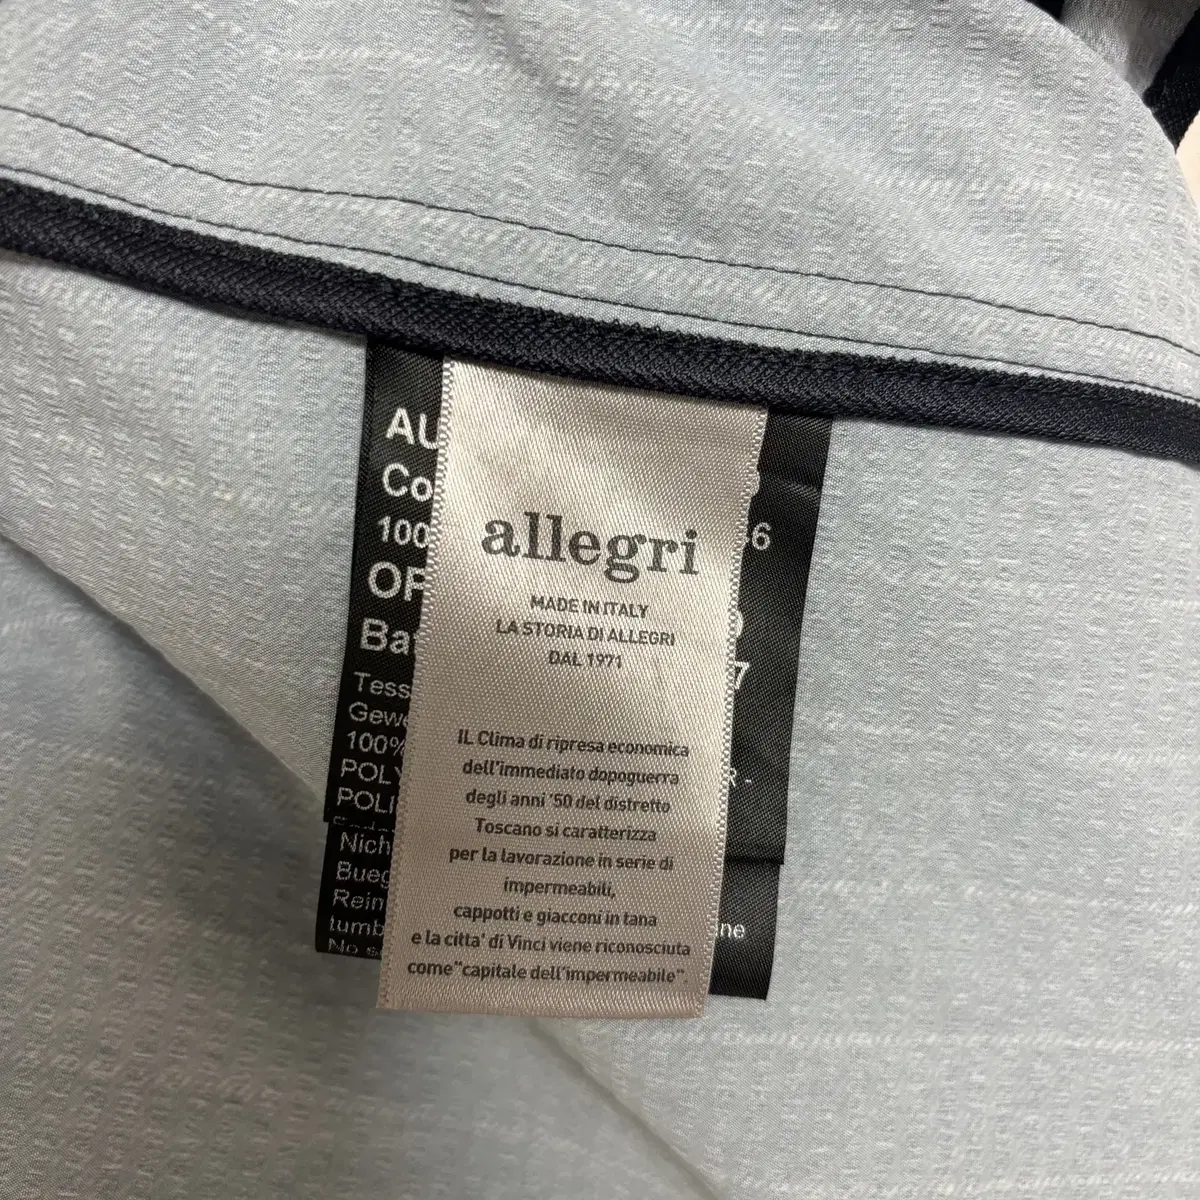 allegri
MADE IN ITALY
LA STORIA DI ALLEGRI
DAL 1971
IL Clima di ripresa economica
dell'immediato dopoguerra
degli anni '50 del distretto
Toscano si caratterizza
per la lavorazione in serie di
impermeabili,
cappotti e giacconi in tana
e la citta' di Vinci viene riconosciuta
come"capitale dell'impermeabile".
AU
Co
100
OF
Bat
Tess
Gewe
100%
POLY
POLI
Nich
Bueg
Rein
tumb
No s
36
7
R -
ne